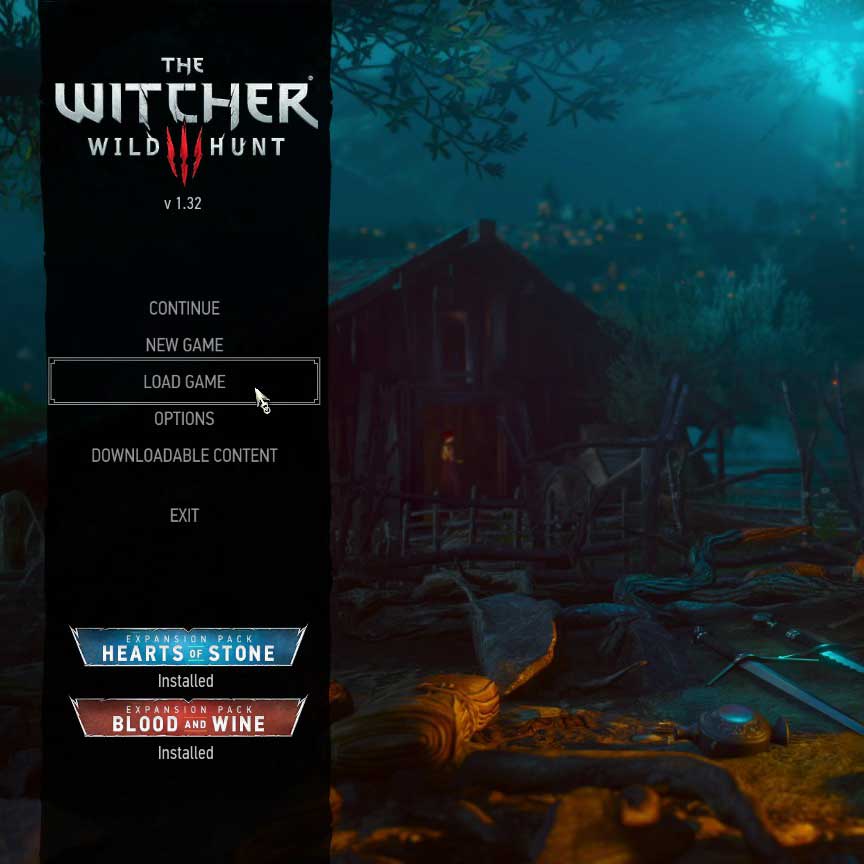 THE
WITCHER®
WILD HUNT
v 1.32
CONTINUE
NEW GAME
LOAD GAME
OPTIONS
DOWNLOADABLE CONTENT
EXIT
EXPANSION PACK
HEARTS OF STONE
Installed
EXPANSION PACK
BLOOD AND WINE
Installed